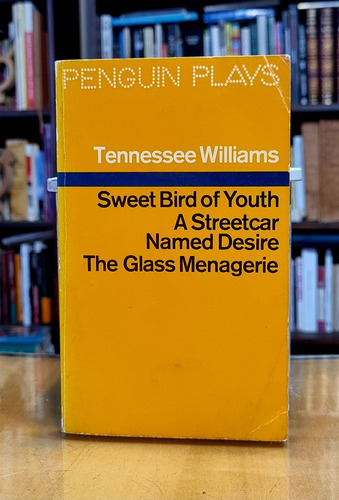 PENGUIN PLAYS
Tennessee Williams
Sweet Bird of Youth
A Streetcar
Named Desire
The Glass Menagerie